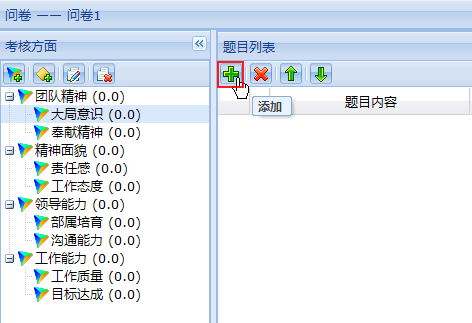 问卷 —— 问卷1
考核方面
题目列表
添加
题目内容
团队精神 (0.0)
大局意识 (0.0)
奉献精神 (0.0)
精神面貌 (0.0)
责任感 (0.0)
工作态度 (0.0)
领导能力 (0.0)
部属培育 (0.0)
沟通能力 (0.0)
工作能力 (0.0)
工作质量 (0.0)
目标达成 (0.0)